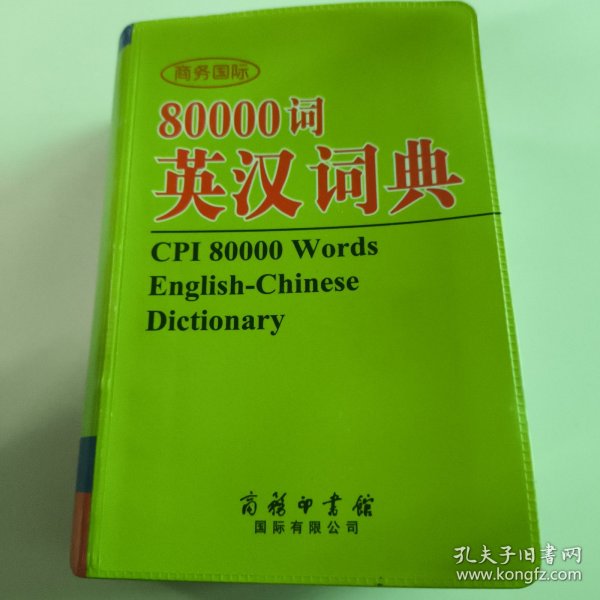 商务国际
80000词
英汉词典
CPI 80000 Words
English-Chinese
Dictionary
商務印書館
国际有限公司
孔夫子旧书网
www.kongfz.com